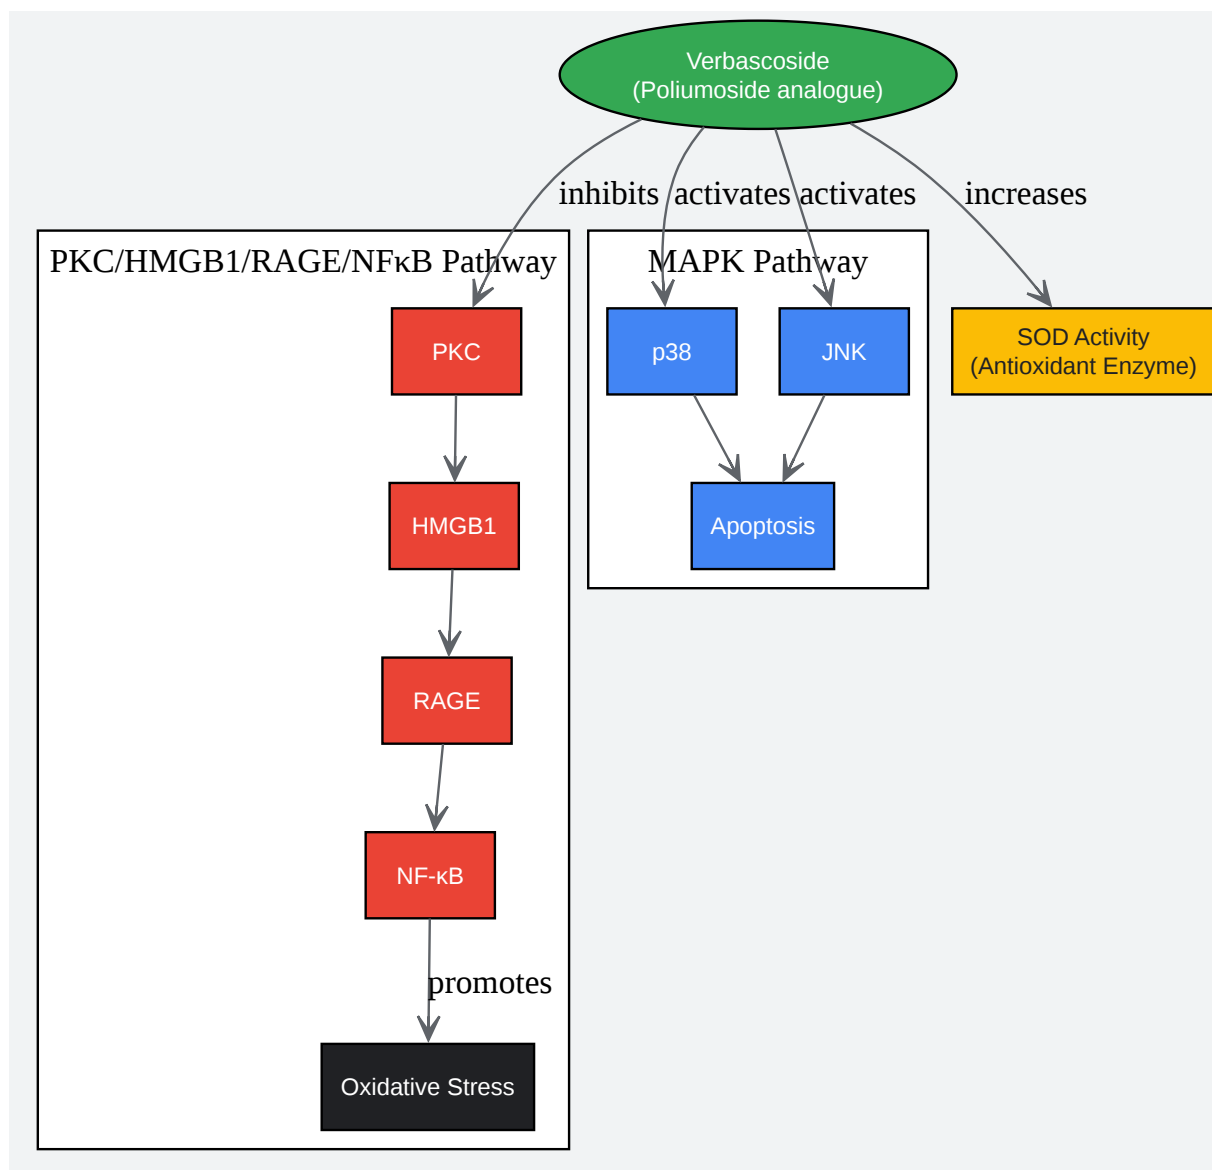 Verbascoside
(Poliumoside analogue)
inhibits
activates
activates
increases
PKC/HMGB1/RAGE/NFκB Pathway
MAPK Pathway
PKC
p38
JNK
SOD Activity
(Antioxidant Enzyme)
HMGB1
Apoptosis
RAGE
NF-κB
promotes
Oxidative Stress